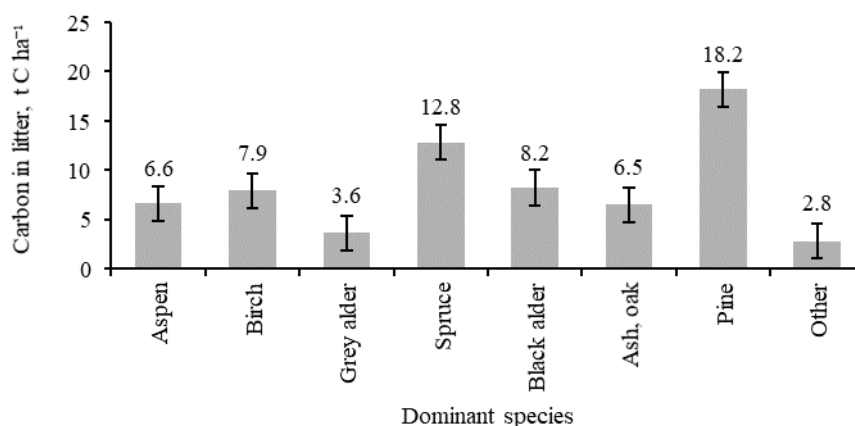 Carbon in litter, t C ha⁻¹
25
20
15
10
5
0
6.6
7.9
3.6
12.8
8.2
6.5
18.2
2.8
Aspen
Birch
Grey alder
Spruce
Black alder
Ash, oak
Pine
Other
Dominant species